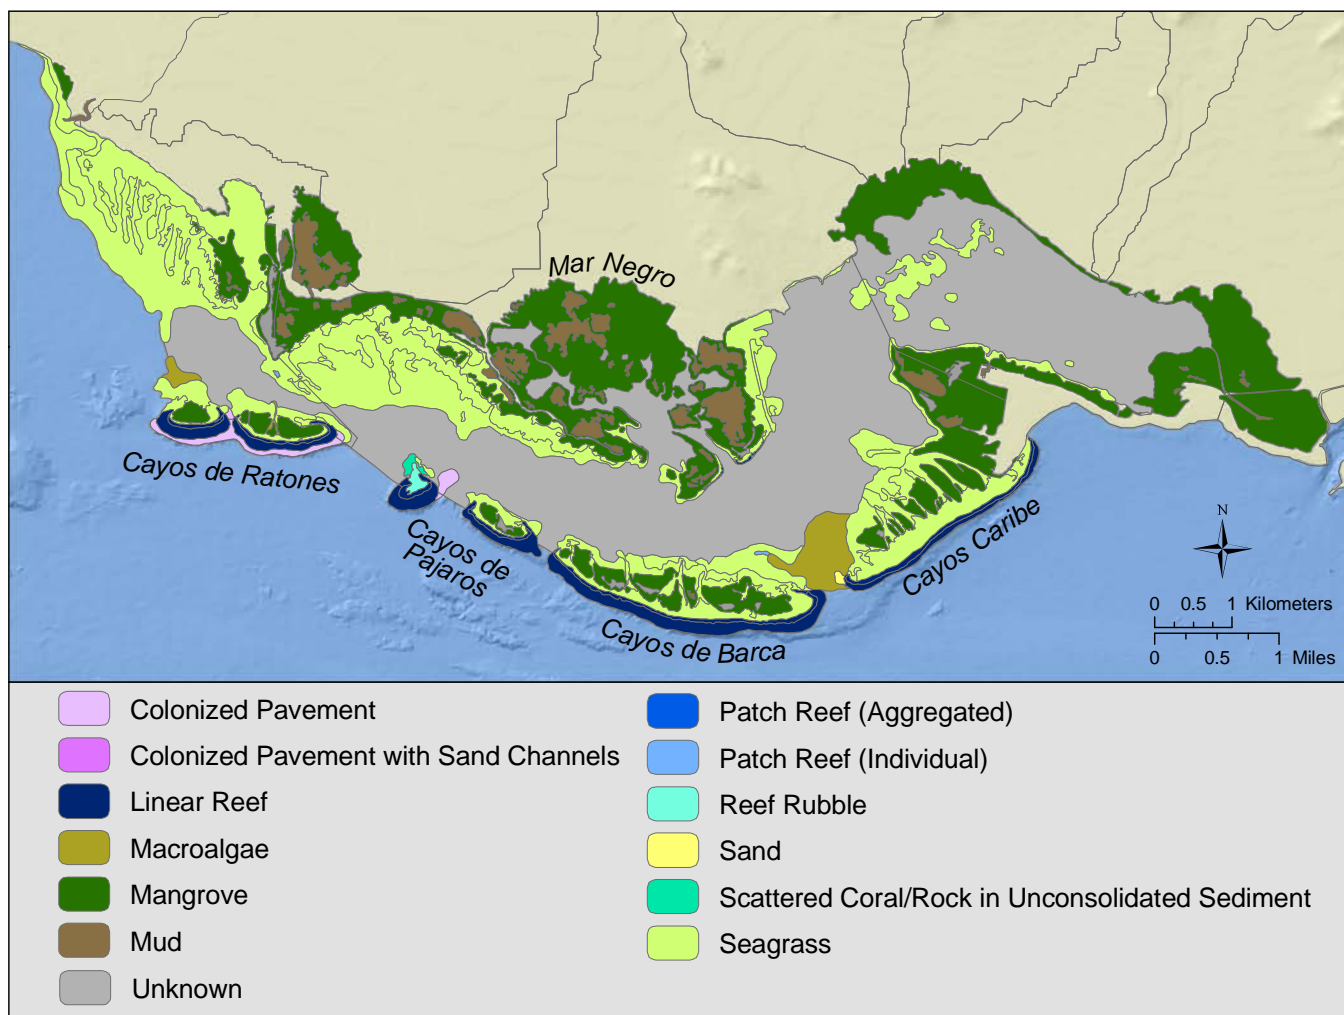 Mar Negro
Cayos de Ratones
Cayos de
Pajaros
Cayos de Barca
Cayos Caribe
N
0 0.5 1 Kilometers
0 0.5 1 Miles
Colonized Pavement
Colonized Pavement with Sand Channels
Linear Reef
Macroalgae
Mangrove
Mud
Unknown
Patch Reef (Aggregated)
Patch Reef (Individual)
Reef Rubble
Sand
Scattered Coral/Rock in Unconsolidated Sediment
Seagrass